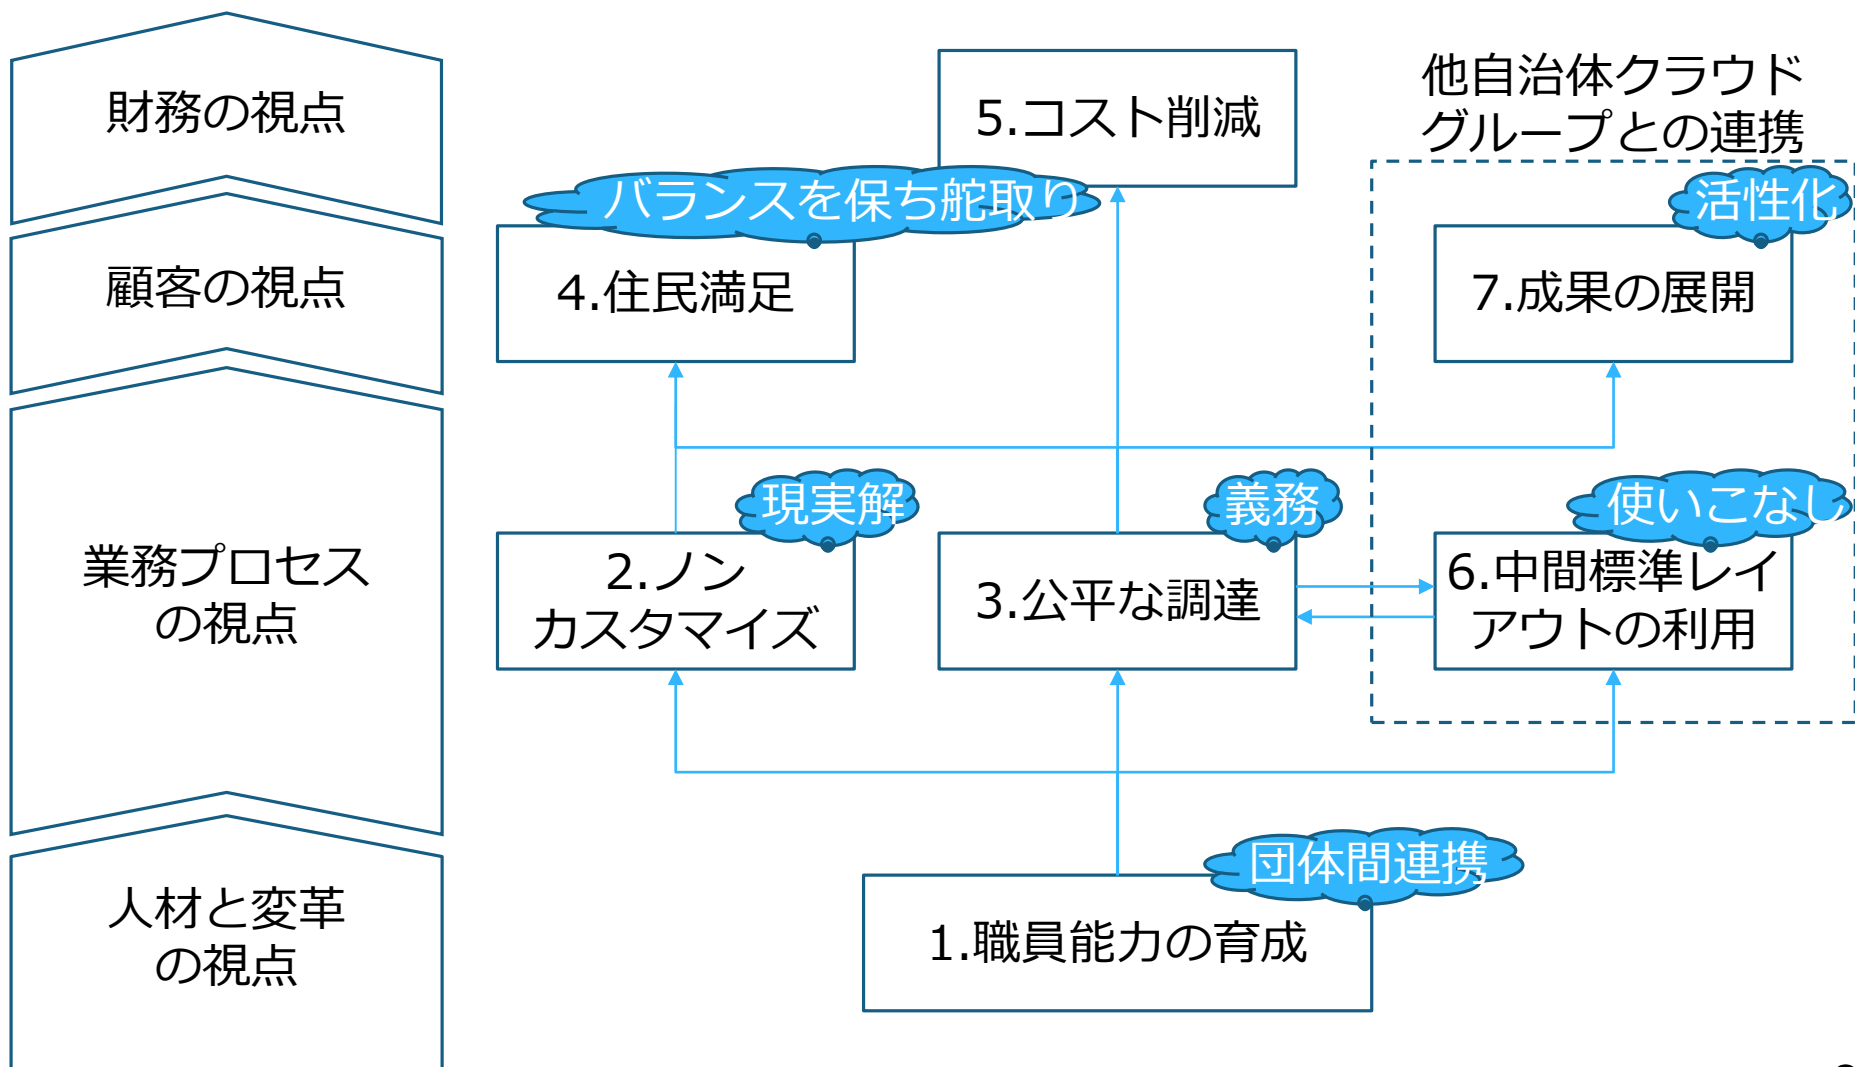 財務の視点
5.コスト削減
他自治体クラウド
グループとの連携
バランスを保ち舵取り
活性化
顧客の視点
4.住民満足
7.成果の展開
現実解
義務
使いこなし
業務プロセス
の視点
2.ノン
カスタマイズ
3.公平な調達
6.中間標準レイ
アウトの利用
団体間連携
人材と変革
の視点
1.職員能力の育成